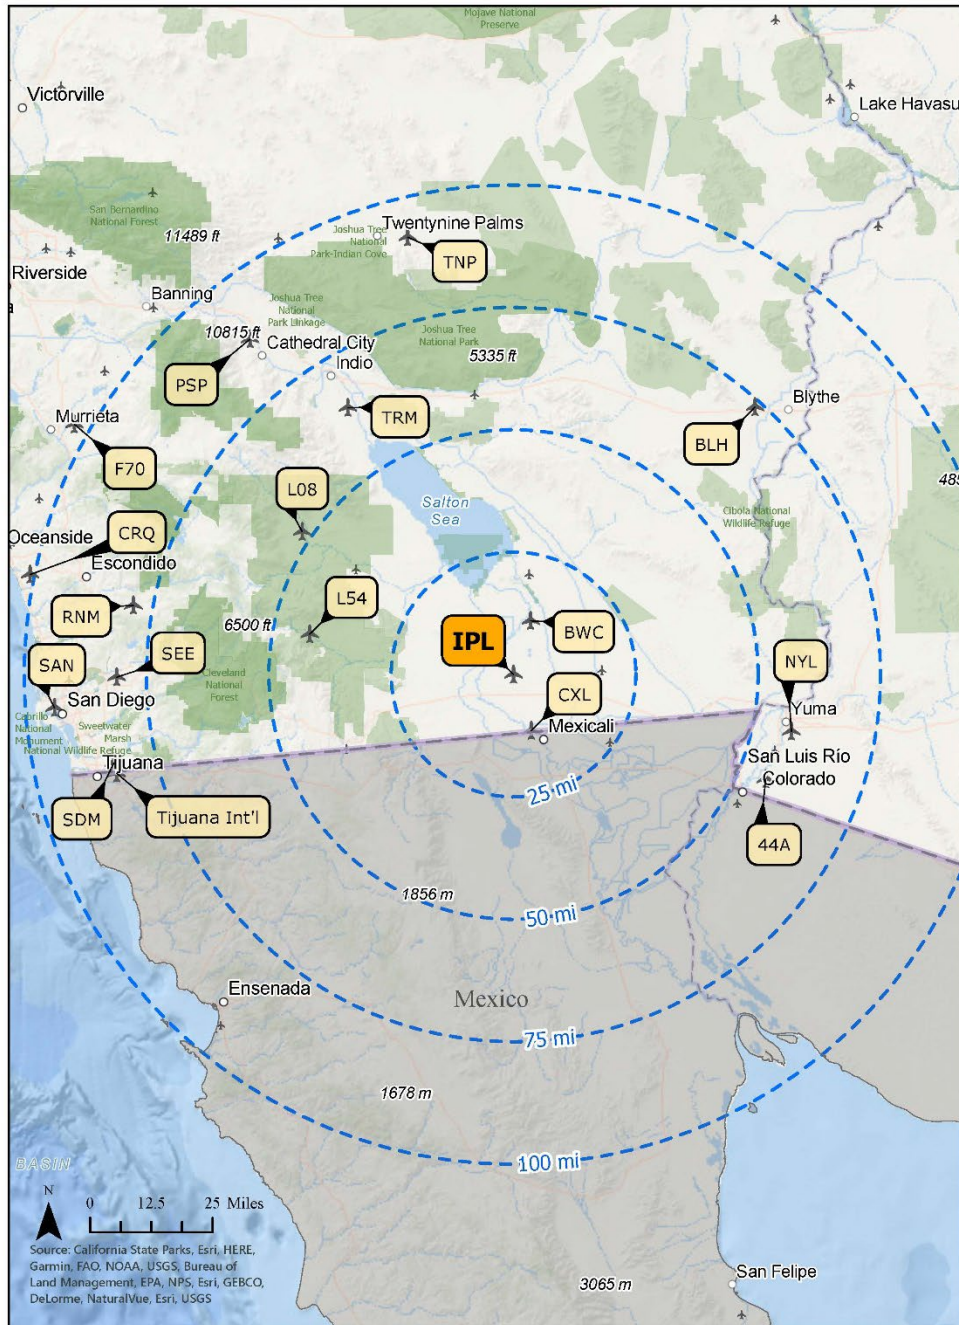 Mojave National
Preserve
Victorville
Lake Havasu
San Bernardino
National Forest
11489 ft
Twentynine Palms
Joshua Tree
National
Park-Indian Cove
TNP
Riverside
Banning
Joshua Tree
National
Park Linkage
10815 ft
Cathedral City
Indio
Joshua Tree
National Park
5335 ft
PSP
TRM
Blythe
Murrieta
BLH
F70
L08
485
Salton
Sea
Cibola National
Wildlife Refuge
CRQ
Oceanside
Escondido
L54
RNM
6500 ft
IPL
BWC
SEE
SAN
Cleveland
National
Forest
NYL
CXL
San Diego
Cabrillo
National
Monument
Sweetwater
Marsh
National Wildlife Refuge
Mexicali
Yuma
Tijuana
San Luis Río
Colorado
25 mi
SDM
Tijuana Int'l
44A
1856 m
50 mi
Ensenada
Mexico
75 mi
1678 m
100 mi
BASIN
N
0 12.5 25 Miles
Source: California State Parks, Esri, HERE,
Garmin, FAO, NOAA, USGS, Bureau of
Land Management, EPA, NPS, Esri, GEBCO,
DeLorme, NaturalVue, Esri, USGS
San Felipe
3065 m